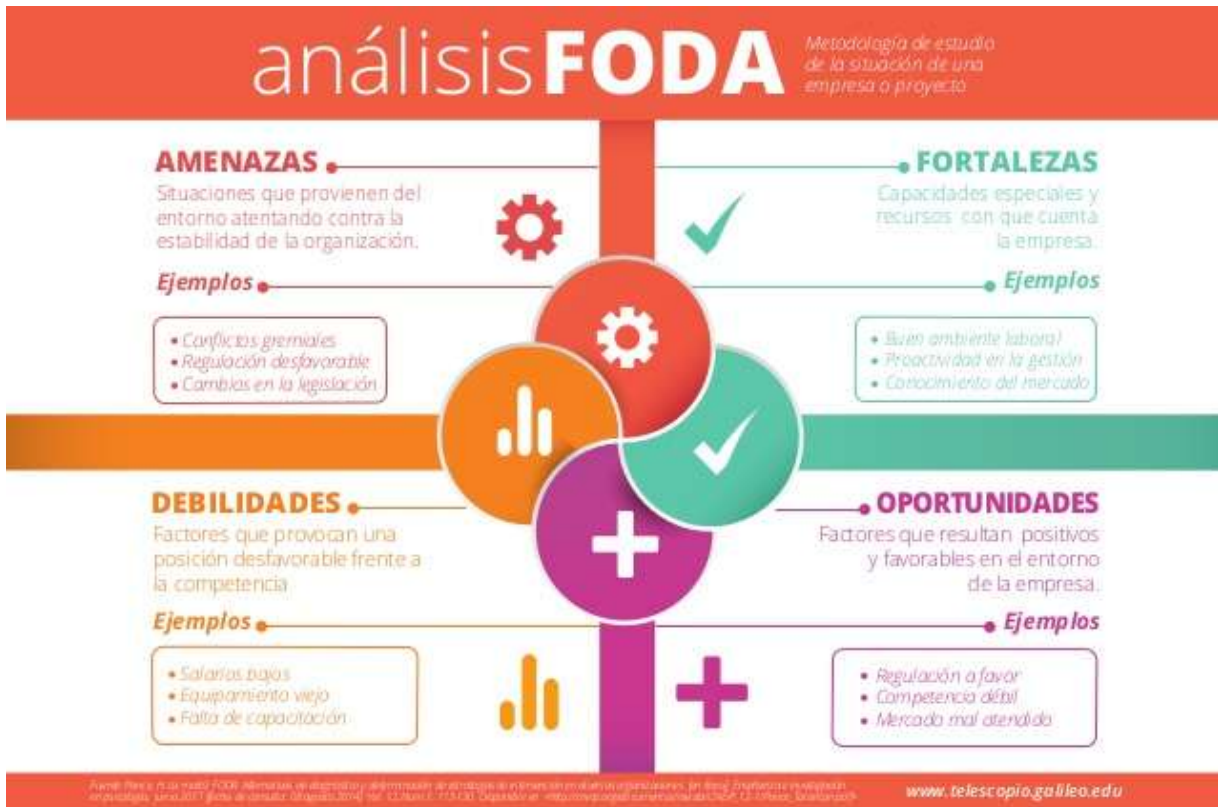 análisis FODA
Metodología de estudio
de la situación de una
empresa o proyecto
AMENAZAS
Situaciones que provienen del
entorno atentando contra la
estabilidad de la organización.
Ejemplos
• Conflictos gremiales
• Regulación desfavorable
• Cambios en la legislación
FORTALEZAS
Capacidades especiales y
recursos con que cuenta
la empresa.
Ejemplos
• Buen ambiente laboral
• Proactividad en la gestión
• Conocimiento del mercado
DEBILIDADES
Factores que provocan una
posición desfavorable frente a
la competencia
Ejemplos
• Salarios bajos
• Equipamiento viejo
• Falta de capacitación
OPORTUNIDADES
Factores que resultan positivos
y favorables en el entorno
de la empresa.
Ejemplos
• Regulación a favor
• Competencia débil
• Mercado mal atendido
www.telescopio.galileo.edu